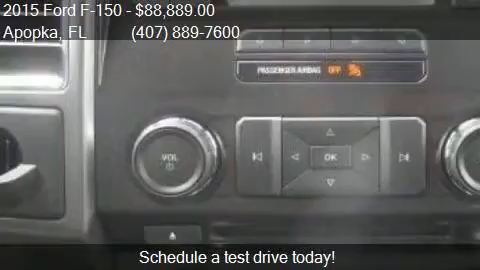 2015 Ford F-150 - $88,889.00
Apopka, FL (407) 889-7600
PASSENGER AIRBAG OFF
VOL
OK
Schedule a test drive today!